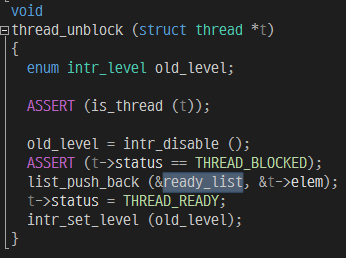 void
thread_unblock (struct thread *t)
{
  enum intr_level old_level;

  ASSERT (is_thread (t));

  old_level = intr_disable ();
  ASSERT (t->status == THREAD_BLOCKED);
  list_push_back (&ready_list, &t->elem);
  t->status = THREAD_READY;
  intr_set_level (old_level);
}